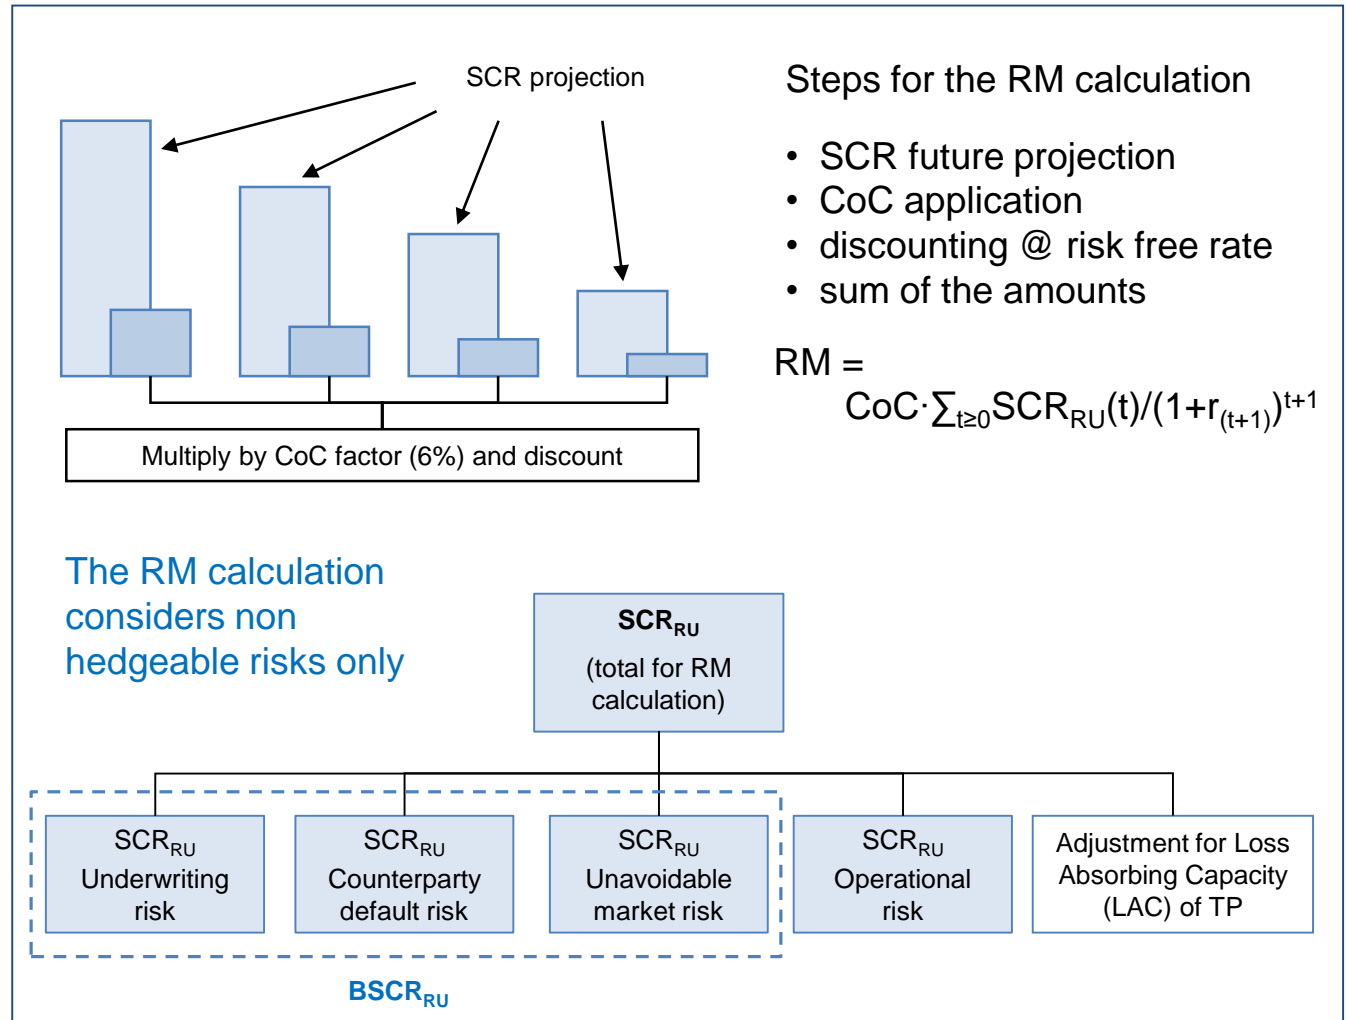 SCR projection
Multiply by CoC factor (6%) and discount
Steps for the RM calculation
• SCR future projection
• CoC application
• discounting @ risk free rate
• sum of the amounts
RM =
CoC·∑t≥0SCRRU(t)/(1+r(t+1))t+1
The RM calculation
considers non
hedgeable risks only
SCRRU
(total for RM
calculation)
SCRRU
Underwriting
risk
SCRRU
Counterparty
default risk
SCRRU
Unavoidable
market risk
SCRRU
Operational
risk
Adjustment for Loss
Absorbing Capacity
(LAC) of TP
BSCRRU